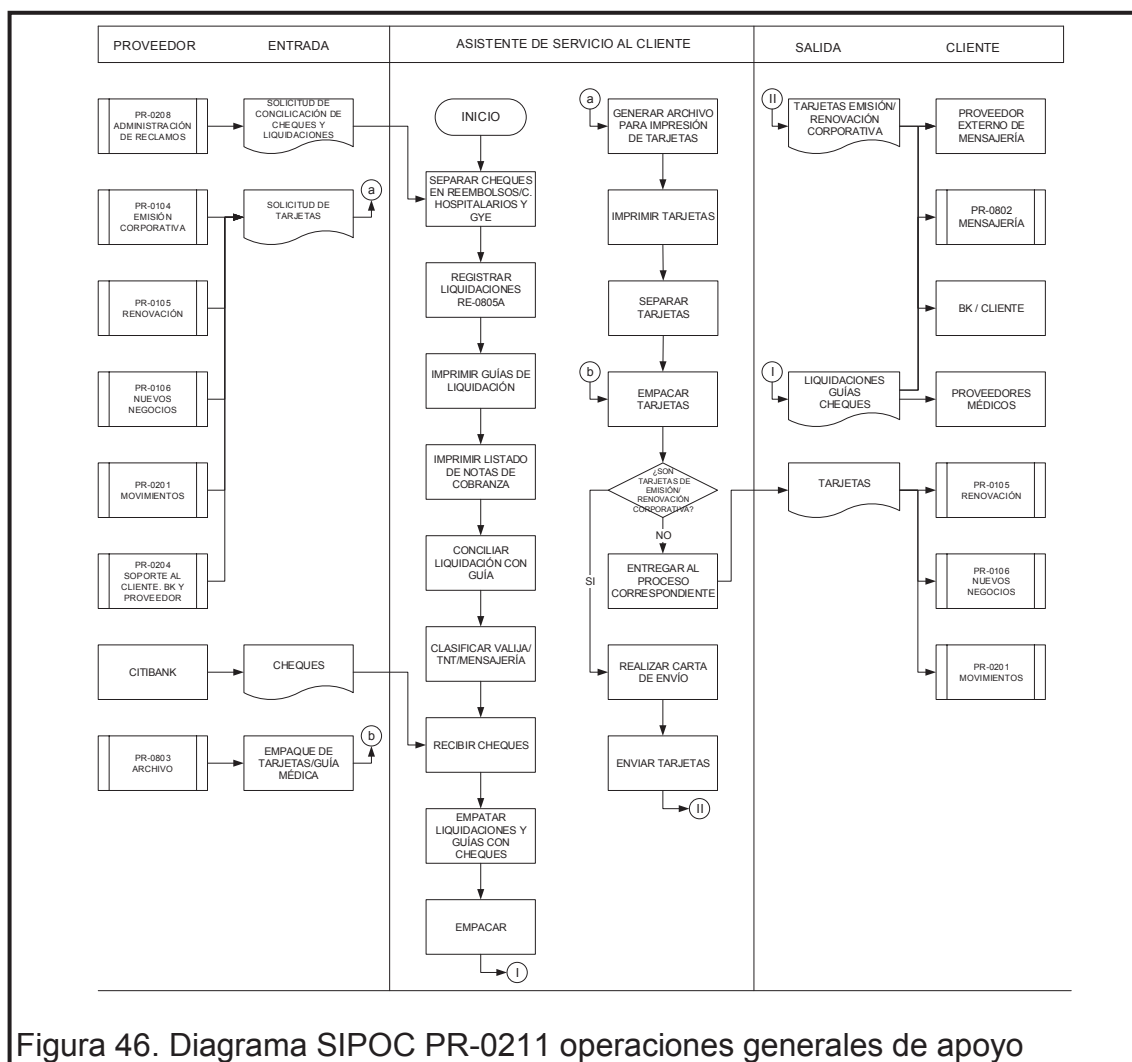 PROVEEDOR
ENTRADA
ASISTENTE DE SERVICIO AL CLIENTE
SALIDA
CLIENTE
PR-0208
ADMINISTRACIÓN
DE RECLAMOS
SOLICITUD DE
CONCILICACIÓN DE
CHEQUES Y
LIQUIDACIONES
PR-0104
EMISIÓN
CORPORATIVA
SOLICITUD DE
TARJETAS
a
PR-0105
RENOVACIÓN
PR-0106
NUEVOS
NEGOCIOS
PR-0201
MOVIMIENTOS
PR-0204
SOPORTE AL
CLIENTE. BK Y
PROVEEDOR
CITIBANK
CHEQUES
PR-0803
ARCHIVO
EMPAQUE DE
TARJETAS/GUÍA
MÉDICA
b
INICIO
SEPARAR CHEQUES
EN REEMBOLSOS/C.
HOSPITALARIOS Y
GYE
REGISTRAR
LIQUIDACIONES
RE-0805A
IMPRIMIR GUÍAS DE
LIQUIDACIÓN
IMPRIMIR LISTADO
DE NOTAS DE
COBRANZA
CONCILIAR
LIQUIDACIÓN CON
GUÍA
CLASIFICAR VALIJA/
TNT/MENSAJERÍA
RECIBIR CHEQUES
EMPATAR
LIQUIDACIONES Y
GUÍAS CON
CHEQUES
EMPACAR
I
a
GENERAR ARCHIVO
PARA IMPRESIÓN
DE TARJETAS
IMPRIMIR TARJETAS
SEPARAR
TARJETAS
b
EMPACAR
TARJETAS
¿SON
TARJETAS DE
EMISIÓN/
RENOVACIÓN
CORPORATIVA?
NO
SI
ENTREGAR AL
PROCESO
CORRESPONDIENTE
REALIZAR CARTA
DE ENVÍO
ENVIAR TARJETAS
II
II
TARJETAS EMISIÓN/
RENOVACIÓN
CORPORATIVA
PROVEEDOR
EXTERNO DE
MENSAJERÍA
PR-0802
MENSAJERÍA
BK / CLIENTE
I
LIQUIDACIONES
GUÍAS
CHEQUES
PROVEEDORES
MÉDICOS
TARJETAS
PR-0105
RENOVACIÓN
PR-0106
NUEVOS
NEGOCIOS
PR-0201
MOVIMIENTOS
Figura 46. Diagrama SIPOC PR-0211 operaciones generales de apoyo